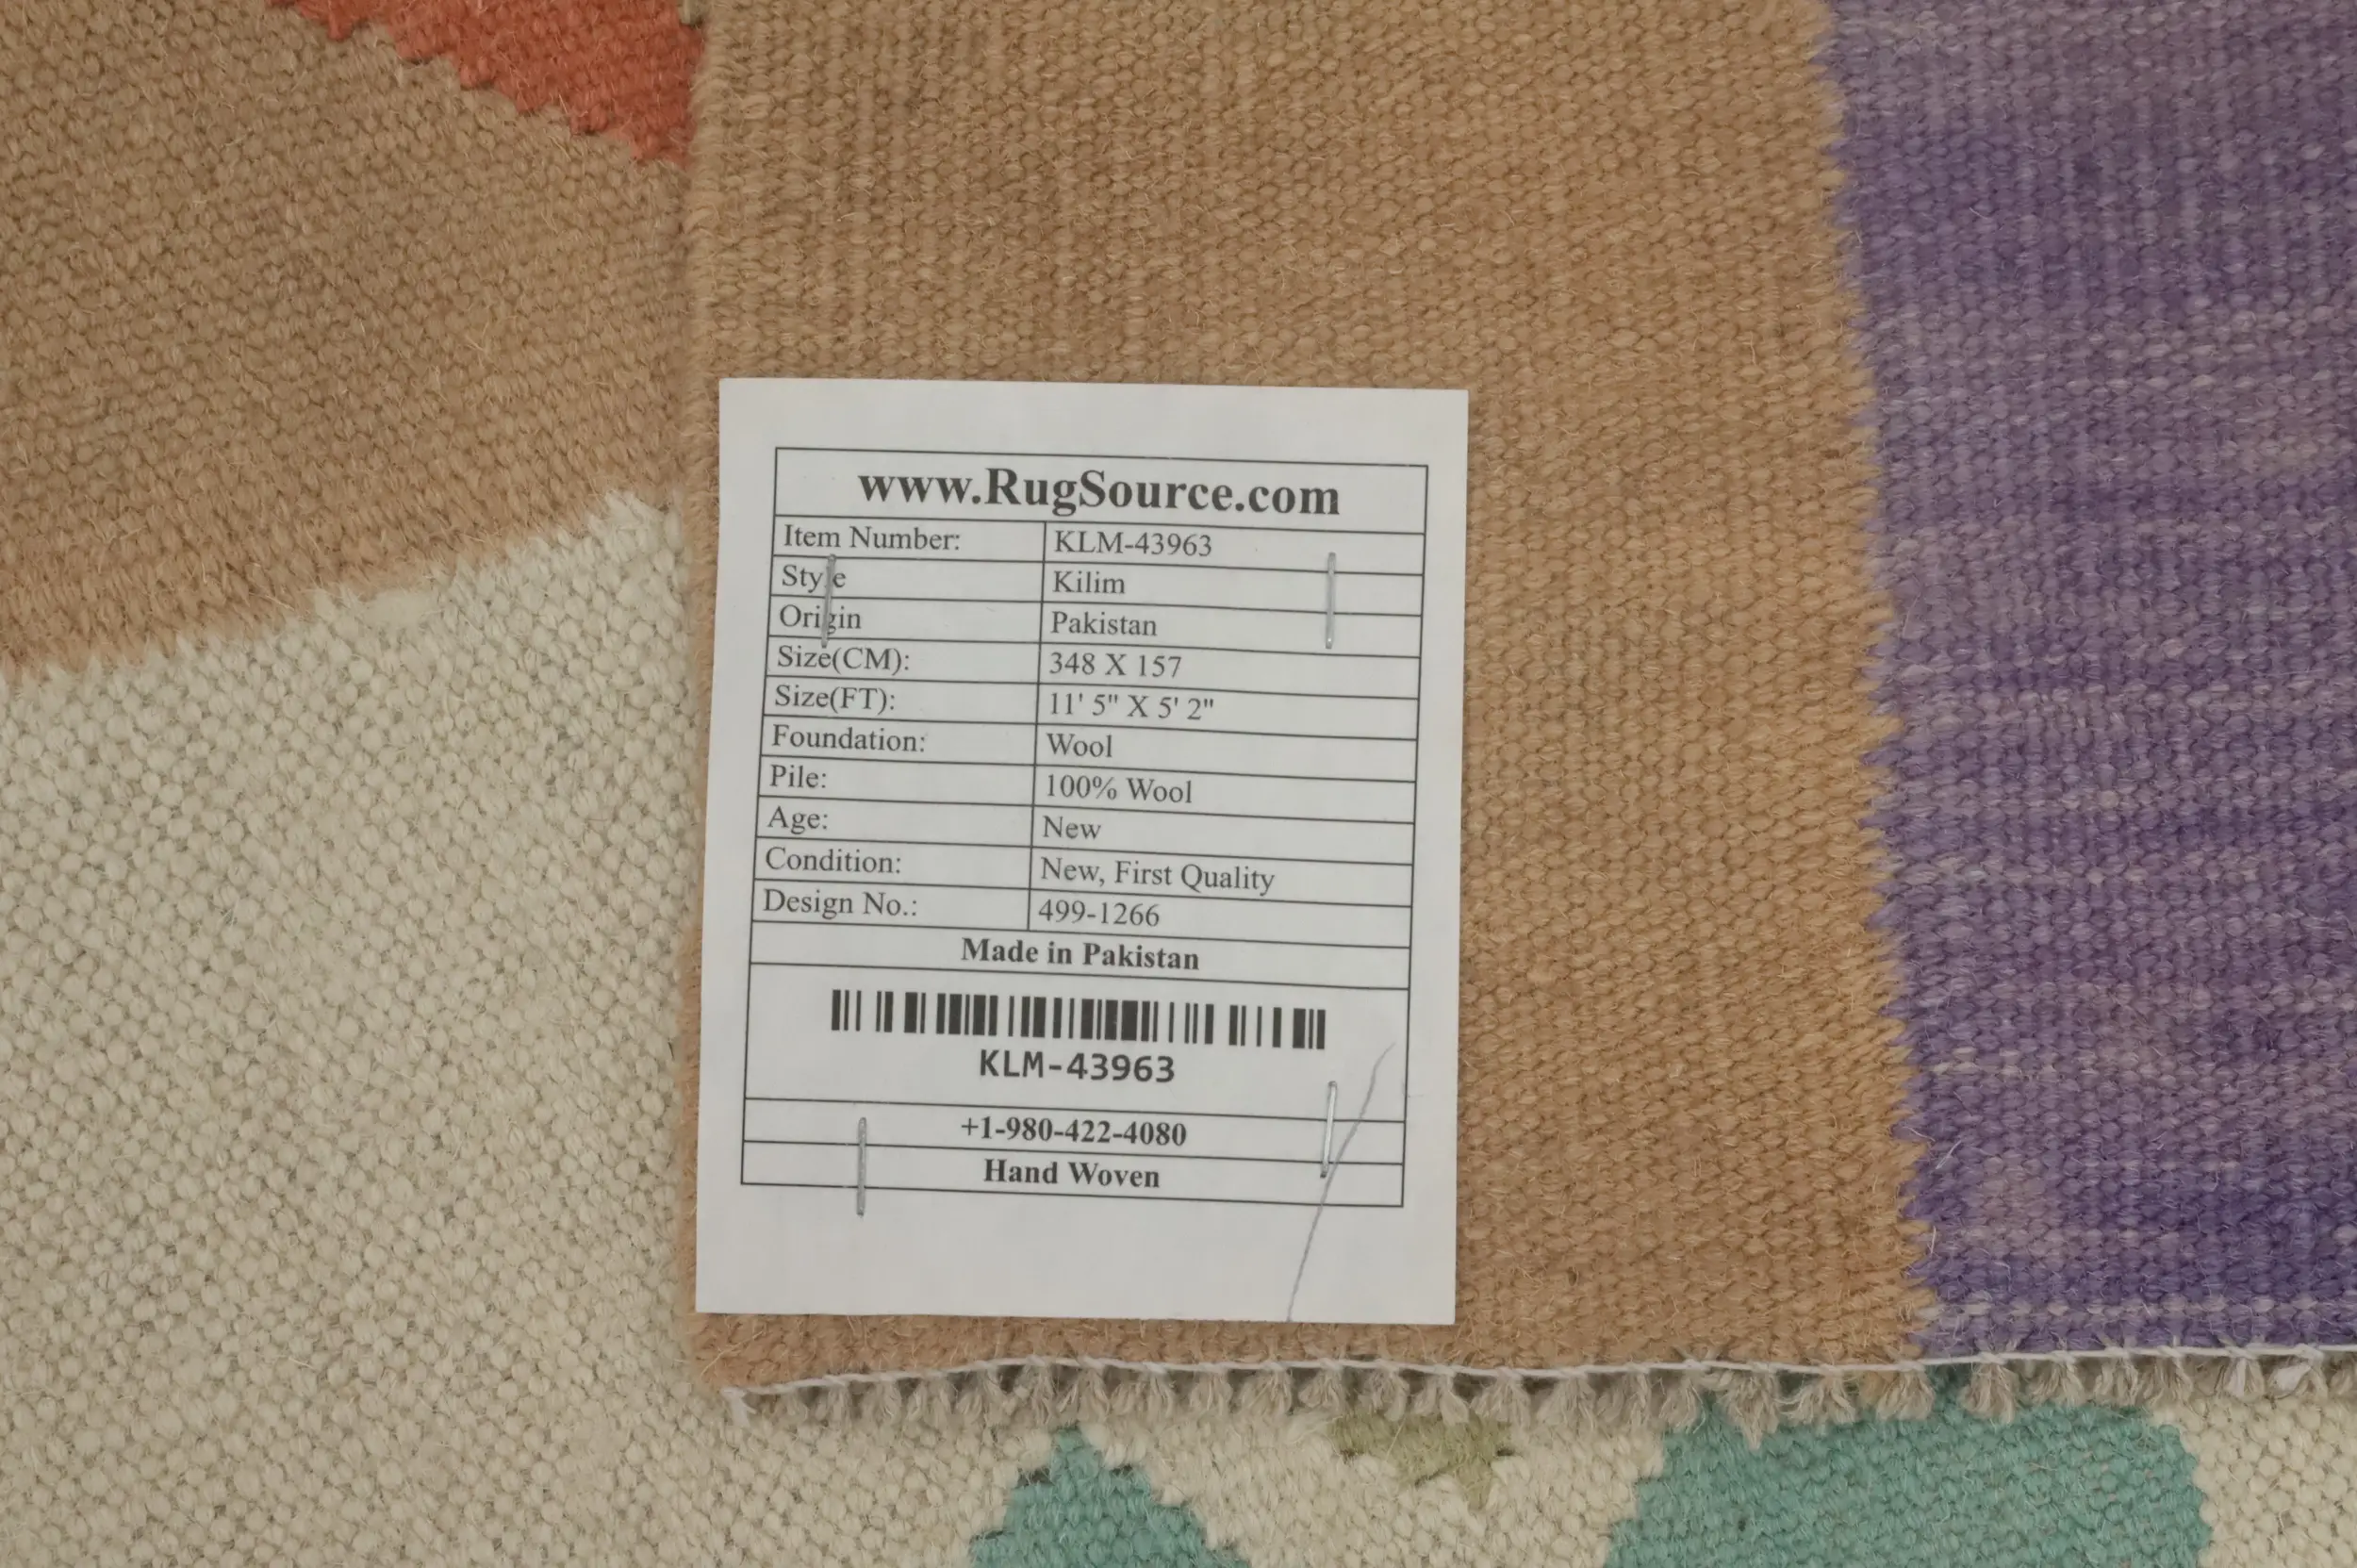 www.RugSource.com
Item Number: KLM-43963
Style Kilim
Origin Pakistan
Size(CM): 348 X 157
Size(FT): 11' 5" X 5' 2"
Foundation: Wool
Pile: 100% Wool
Age: New
Condition: New, First Quality
Design No.: 499-1266
Made in Pakistan
KLM-43963
+1-980-422-4080
Hand Woven